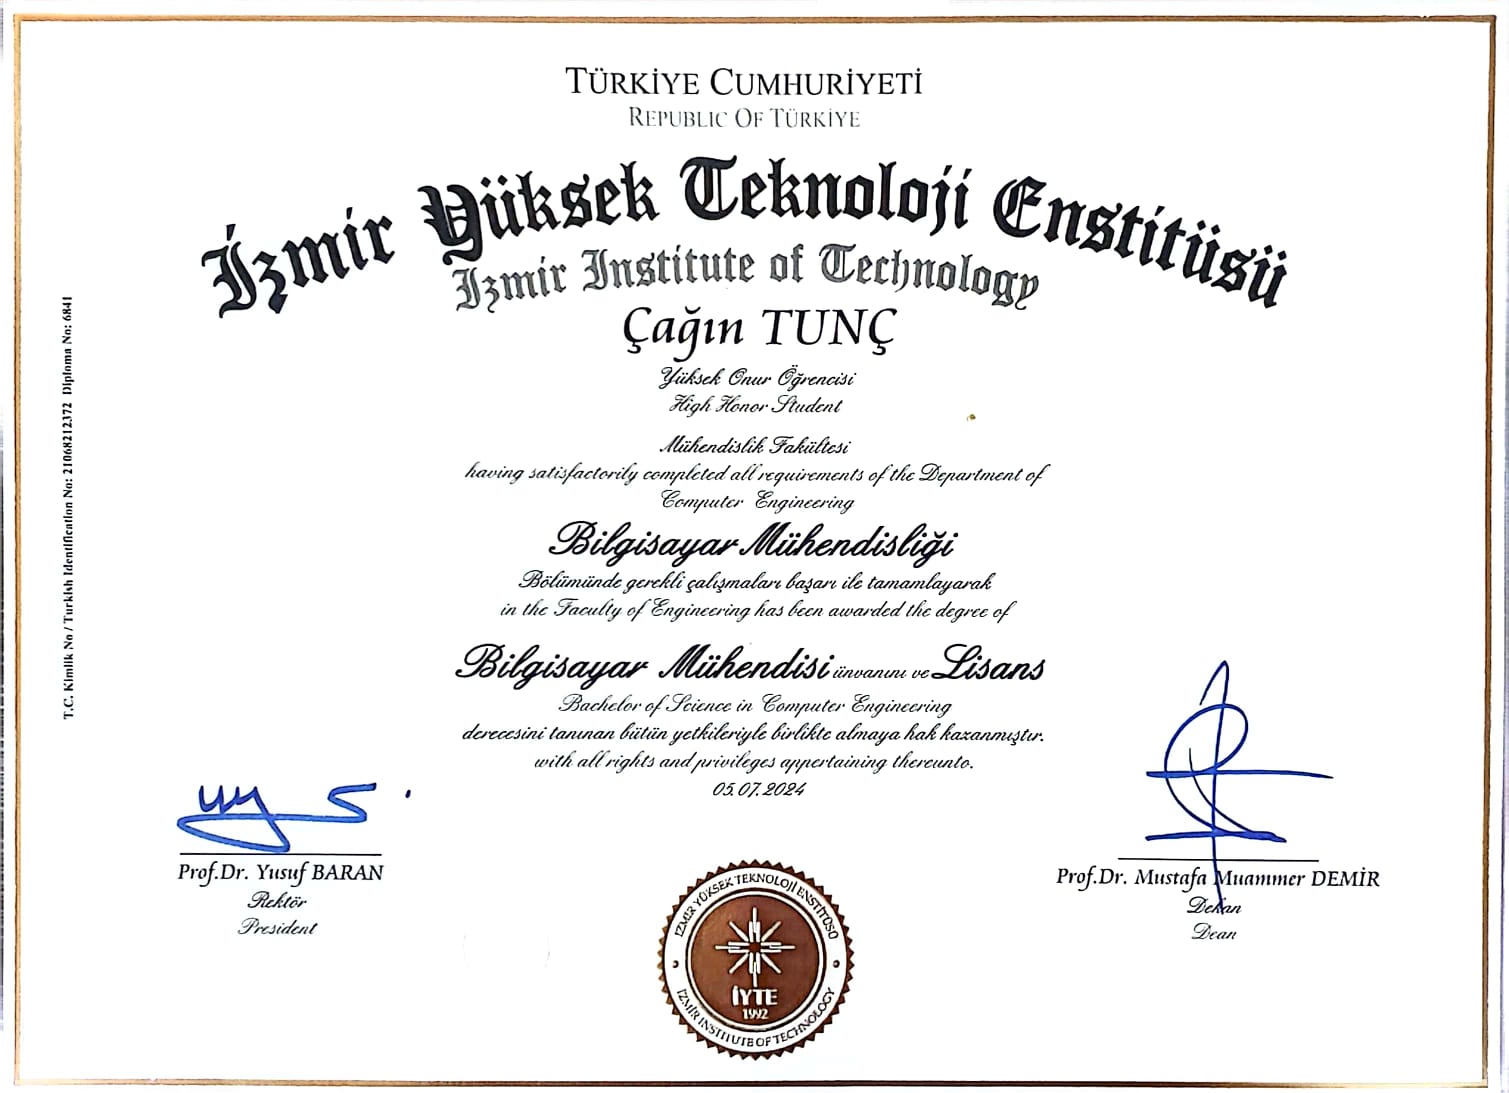 TÜRKİYE CUMHURİYETİ
REPUBLIC OF TÜRKİYE
İzmir Yüksek Teknoloji Enstitüsü
Izmir Institute of Technology
Çağın TUNÇ
Yüksek Onur Öğrencisi
High Honor Student
Mühendislik Fakültesi
having satisfactorily completed all requirements of the Department of
Computer Engineering
Bilgisayar Mühendisliği
Bölümünde gerekli çalışmaları başarı ile tamamlayarak
in the Faculty of Engineering has been awarded the degree of
Bilgisayar Mühendisi ünvanını ve Lisans
Bachelor of Science in Computer Engineering
derecesini tanınan bütün yetkileriyle birlikte almaya hak kazanmıştır.
with all rights and privileges appertaining thereunto.
05.07.2024
Prof.Dr. Yusuf BARAN
Rektör
President
Prof.Dr. Mustafa Muammer DEMİR
Dekan
Dean
İZMİR YÜKSEK TEKNOLOJİ ENSTİTÜSÜ
İYTE
1992
İZMİR INSTITUTE OF TECHNOLOGY
T.C. Kimlik No / Turkish Identification No: 21068212372 Diploma No: 6841